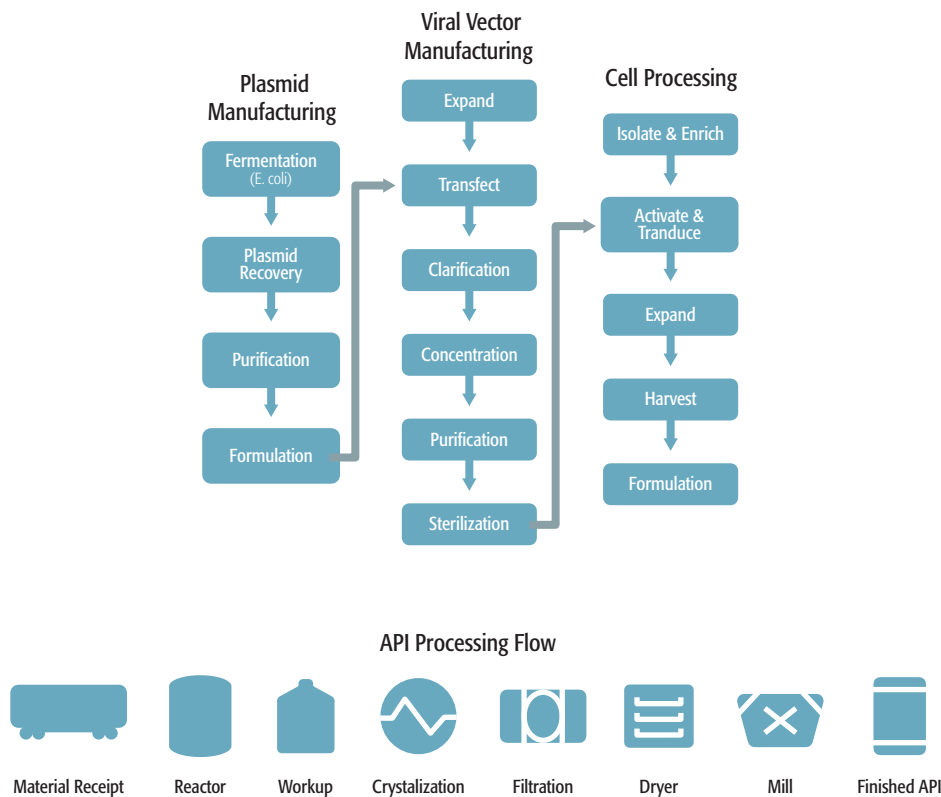 Plasmid
Manufacturing
Fermentation
(E. coli)
Plasmid
Recovery
Purification
Formulation
Viral Vector
Manufacturing
Expand
Transfect
Clarification
Concentration
Purification
Sterilization
Cell Processing
Isolate & Enrich
Activate &
Tranduce
Expand
Harvest
Formulation
API Processing Flow
Material Receipt
Reactor
Workup
Crystalization
Filtration
Dryer
Mill
Finished API